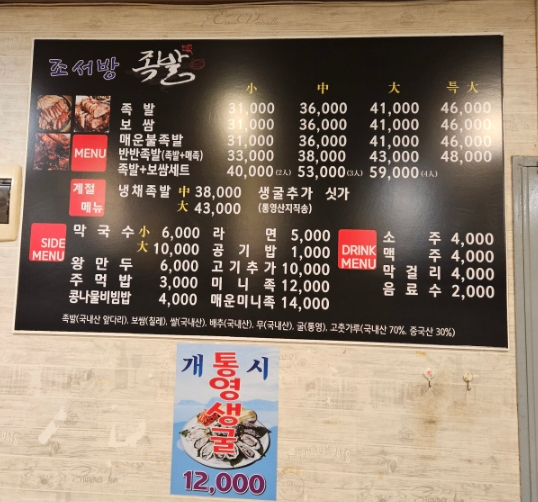 조서방 족발
小 中 大 特大
족발 31,000 36,000 41,000 46,000
보쌈 31,000 36,000 41,000 46,000
매운불족발 31,000 36,000 41,000 46,000
반반족발(족발+매족) 33,000 38,000 43,000 48,000
족발+보쌈세트 40,000(2人) 53,000(3人) 59,000(4人)
MENU
계절메뉴 냉채족발 中 38,000 생굴추가 싯가
大 43,000 (통영산지직송)
SIDE MENU
막국수 小 6,000
大 10,000
왕만두 6,000
주먹밥 3,000
콩나물비빔밥 4,000
라면 5,000
공기밥 1,000
고기추가 10,000
미니족 12,000
매운미니족 14,000
DRINK MENU
소주 4,000
맥주 4,000
막걸리 4,000
음료수 2,000
족발(국내산 앞다리), 보쌈(칠레), 쌀(국내산), 배추(국내산), 무(국내산), 굴(통영), 고춧가루(국내산 70%, 중국산 30%)
개시
통영생굴
12,000